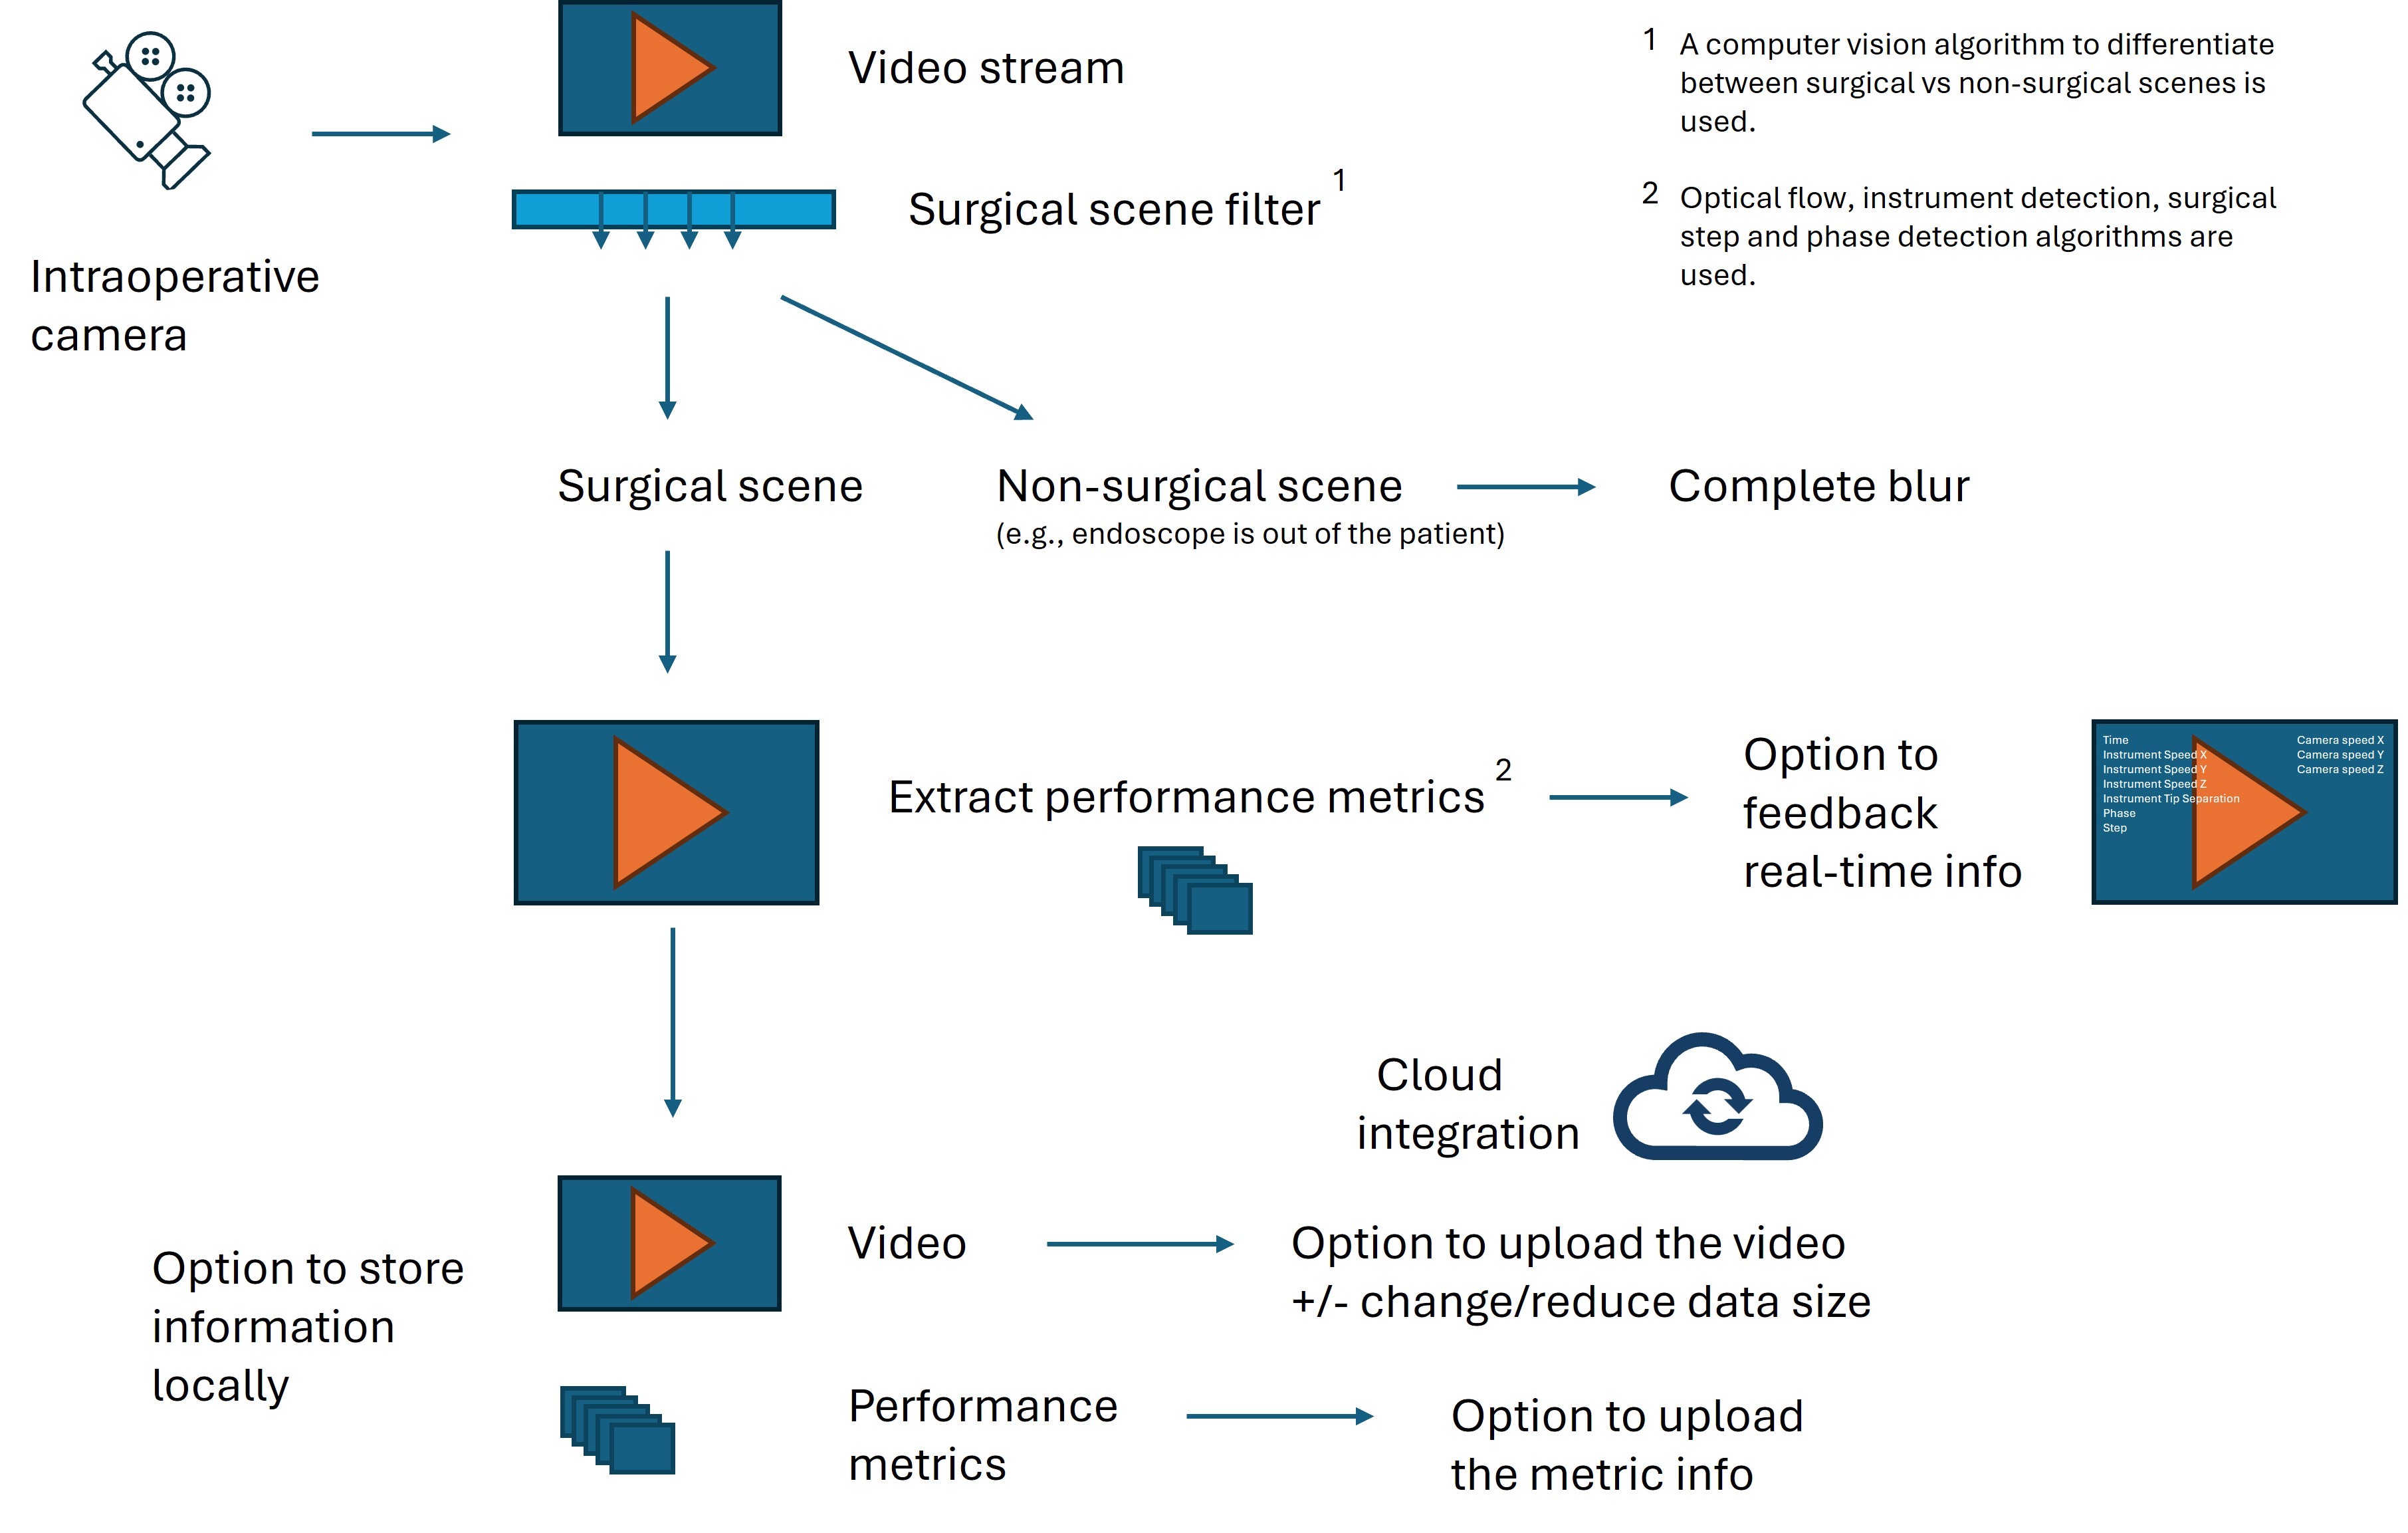 Video stream
1 A computer vision algorithm to differentiate
between surgical vs non-surgical scenes is
used.
Surgical scene filter 1
2 Optical flow, instrument detection, surgical
step and phase detection algorithms are
used.
Intraoperative
camera
Surgical scene
Non-surgical scene
(e.g., endoscope is out of the patient)
Complete blur
Extract performance metrics 2
Option to
feedback
real-time info
Time
Instrument Speed X
Instrument Speed Y
Instrument Speed Z
Instrument Tip Separation
Phase
Step
Camera speed X
Camera speed Y
Camera speed Z
Cloud
integration
Option to store
information
locally
Video
Option to upload the video
+/- change/reduce data size
Performance
metrics
Option to upload
the metric info